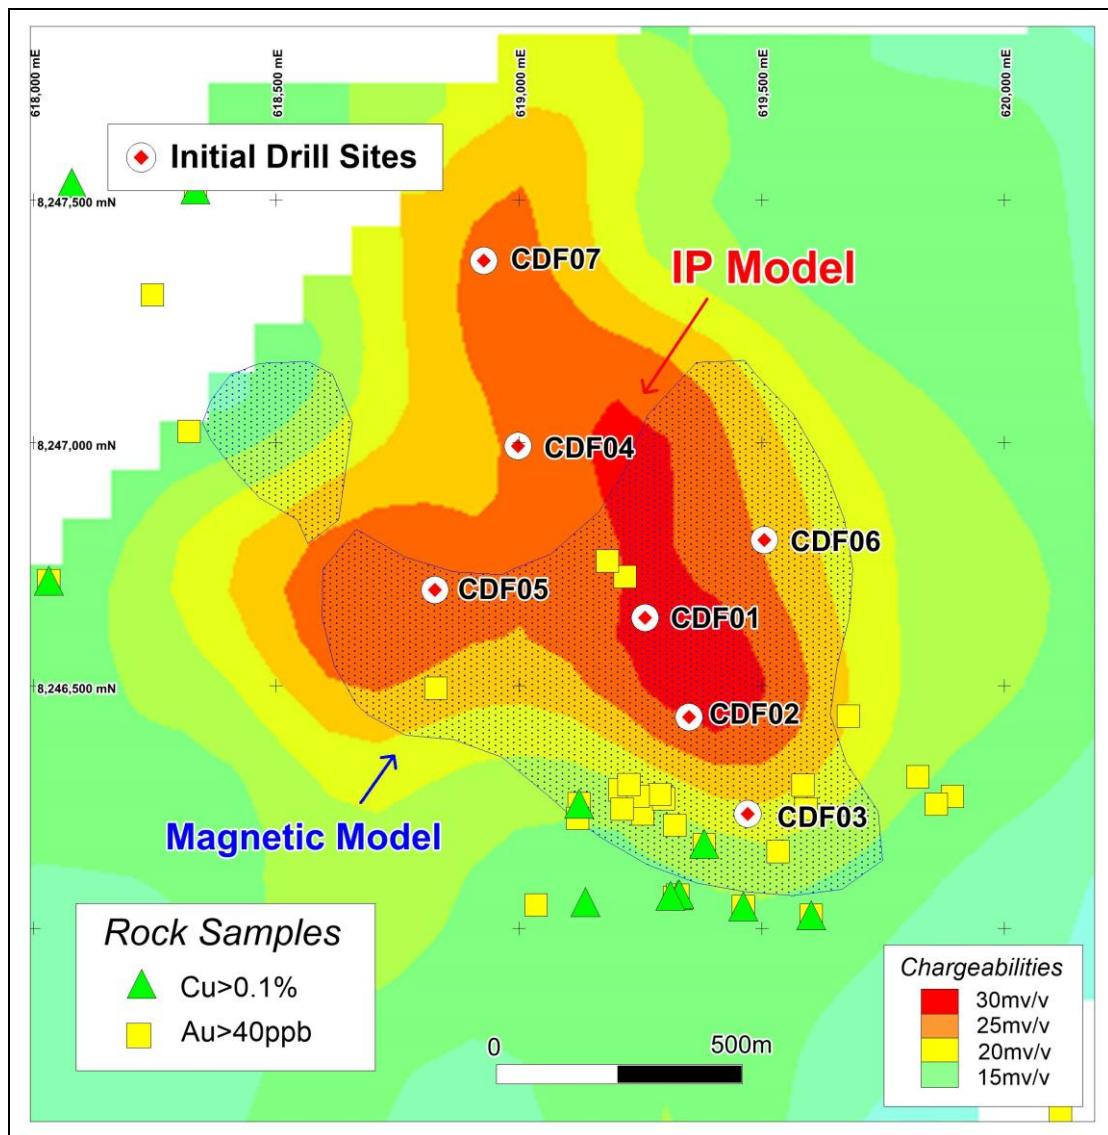 618,000 mE
618,500 mE
619,000 mE
619,500 mE
620,000 mE
Initial Drill Sites
8,247,500 mN
CDF07
IP Model
8,247,000 mN
CDF04
CDF06
CDF05
CDF01
8,246,500 mN
CDF02
CDF03
Magnetic Model
Rock Samples
Cu>0.1%
Au>40ppb
0 500m
Chargeabilities
30mv/v
25mv/v
20mv/v
15mv/v